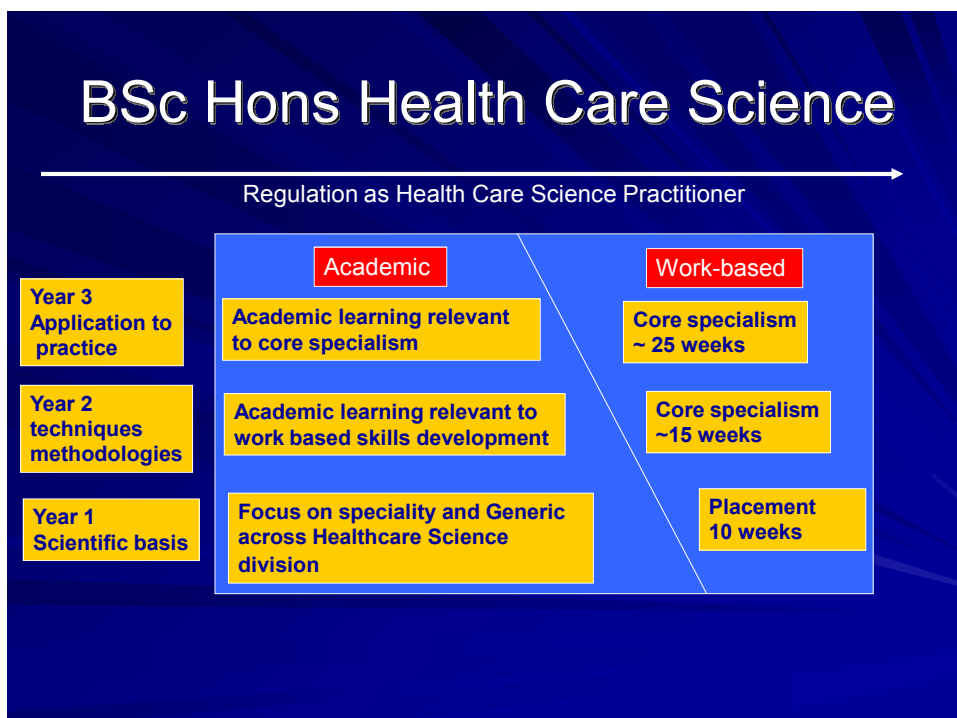 BSc Hons Health Care Science
Regulation as Health Care Science Practitioner
Academic
Work-based
Year 3
Application to
practice
Academic learning relevant
to core specialism
Core specialism
~ 25 weeks
Year 2
techniques
methodologies
Academic learning relevant to
work based skills development
Core specialism
~15 weeks
Year 1
Scientific basis
Focus on speciality and Generic
across Healthcare Science
division
Placement
10 weeks